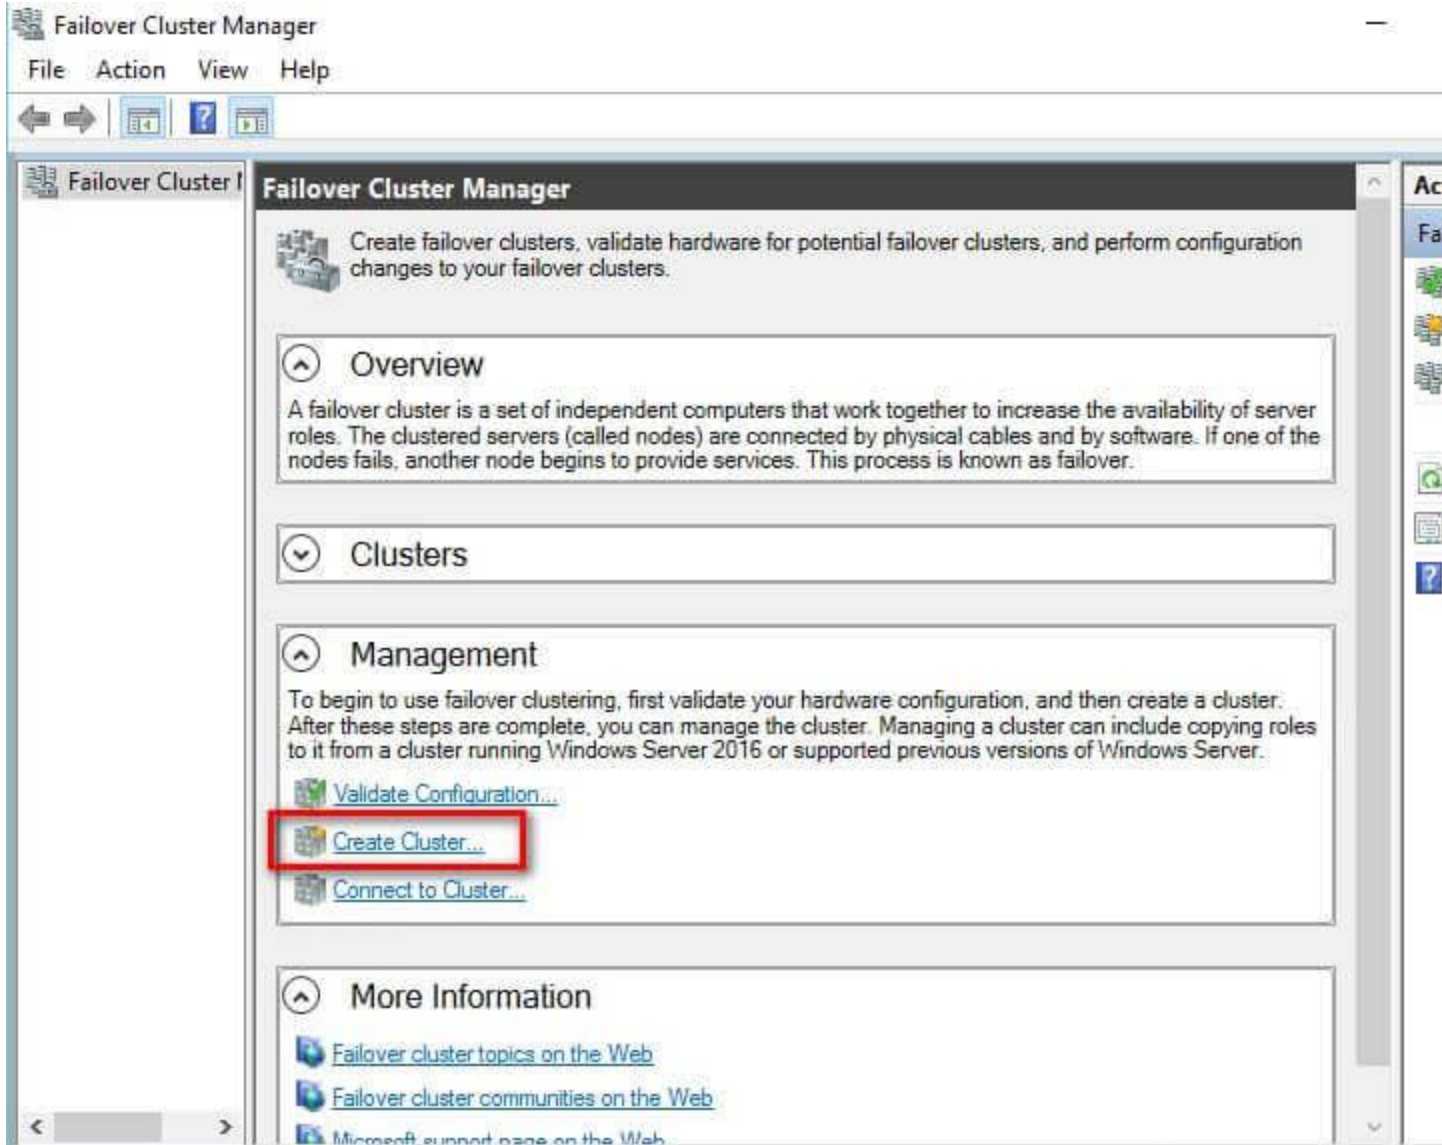 Failover Cluster Manager
File Action View Help
Failover Cluster
Failover Cluster Manager
Create failover clusters, validate hardware for potential failover clusters, and perform configuration
changes to your failover clusters.
Overview
A failover cluster is a set of independent computers that work together to increase the availability of server
roles. The clustered servers (called nodes) are connected by physical cables and by software. If one of the
nodes fails, another node begins to provide services. This process is known as failover.
Clusters
Management
To begin to use failover clustering, first validate your hardware configuration, and then create a cluster.
After these steps are complete, you can manage the cluster. Managing a cluster can include copying roles
to it from a cluster running Windows Server 2016 or supported previous versions of Windows Server.
Validate Configuration...
Create Cluster...
Connect to Cluster...
More Information
Failover cluster topics on the Web
Failover cluster communities on the Web
Microsoft support page on the Web
Ac
Fa